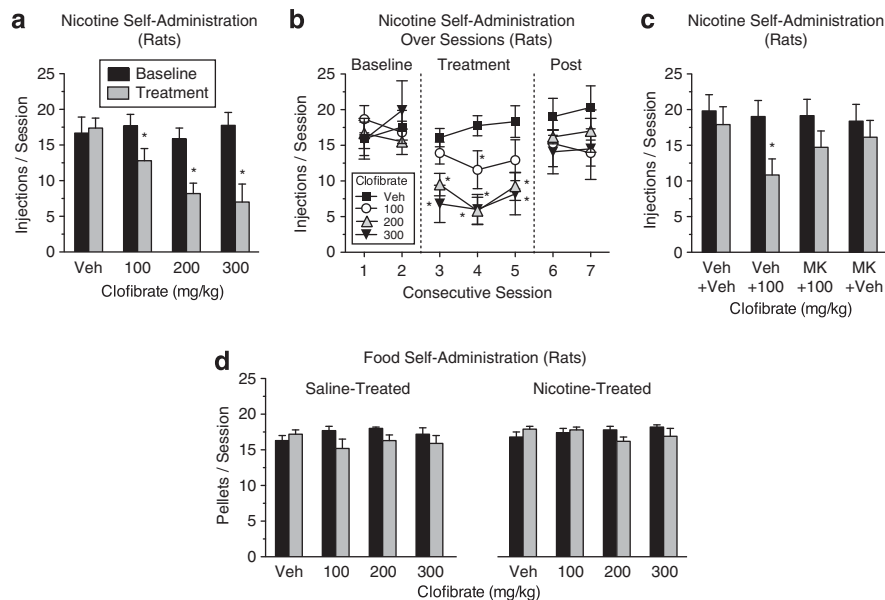 a
Nicotine Self-Administration
(Rats)
Injections / Session
25
20
15
10
5
0
Baseline
Treatment
*
*
*
Veh 100 200 300
Clofibrate (mg/kg)
b
Nicotine Self-Administration
Over Sessions (Rats)
Baseline Treatment Post
Injections / Session
25
20
15
10
5
0
Clofibrate
Veh
100
200
300
*
*
*
*
*
*
*
1 2 3 4 5 6 7
Consecutive Session
c
Nicotine Self-Administration
(Rats)
Injections / Session
25
20
15
10
5
0
*
Veh Veh MK MK
+Veh +100 +100 +Veh
Clofibrate (mg/kg)
d
Food Self-Administration (Rats)
Saline-Treated Nicotine-Treated
Pellets / Session
25
20
15
10
5
0
Veh 100 200 300 Veh 100 200 300
Clofibrate (mg/kg)